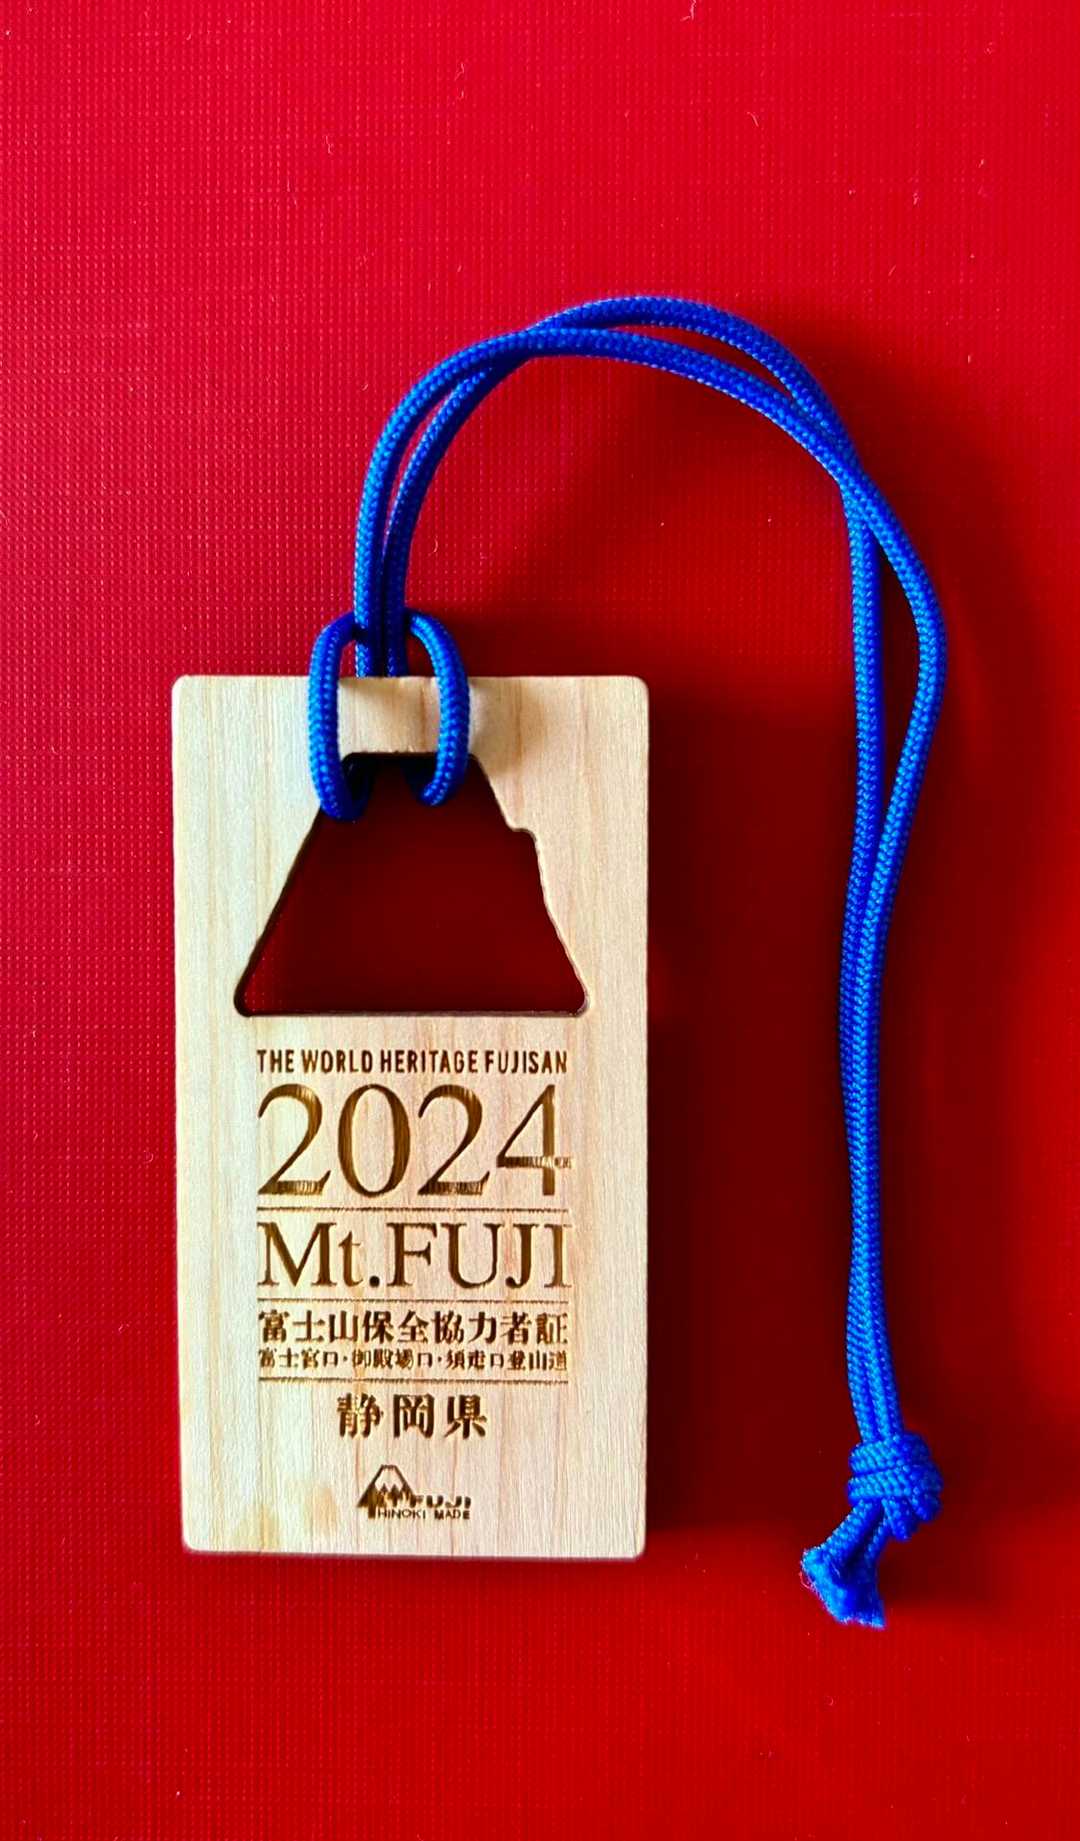 THE WORLD HERITAGE FUJISAN
2024
Mt.FUJI
富士山保全協力者証
富士宮口・御殿場口・須走口登山道
静岡県
MT FUJI
HINOKI MADE